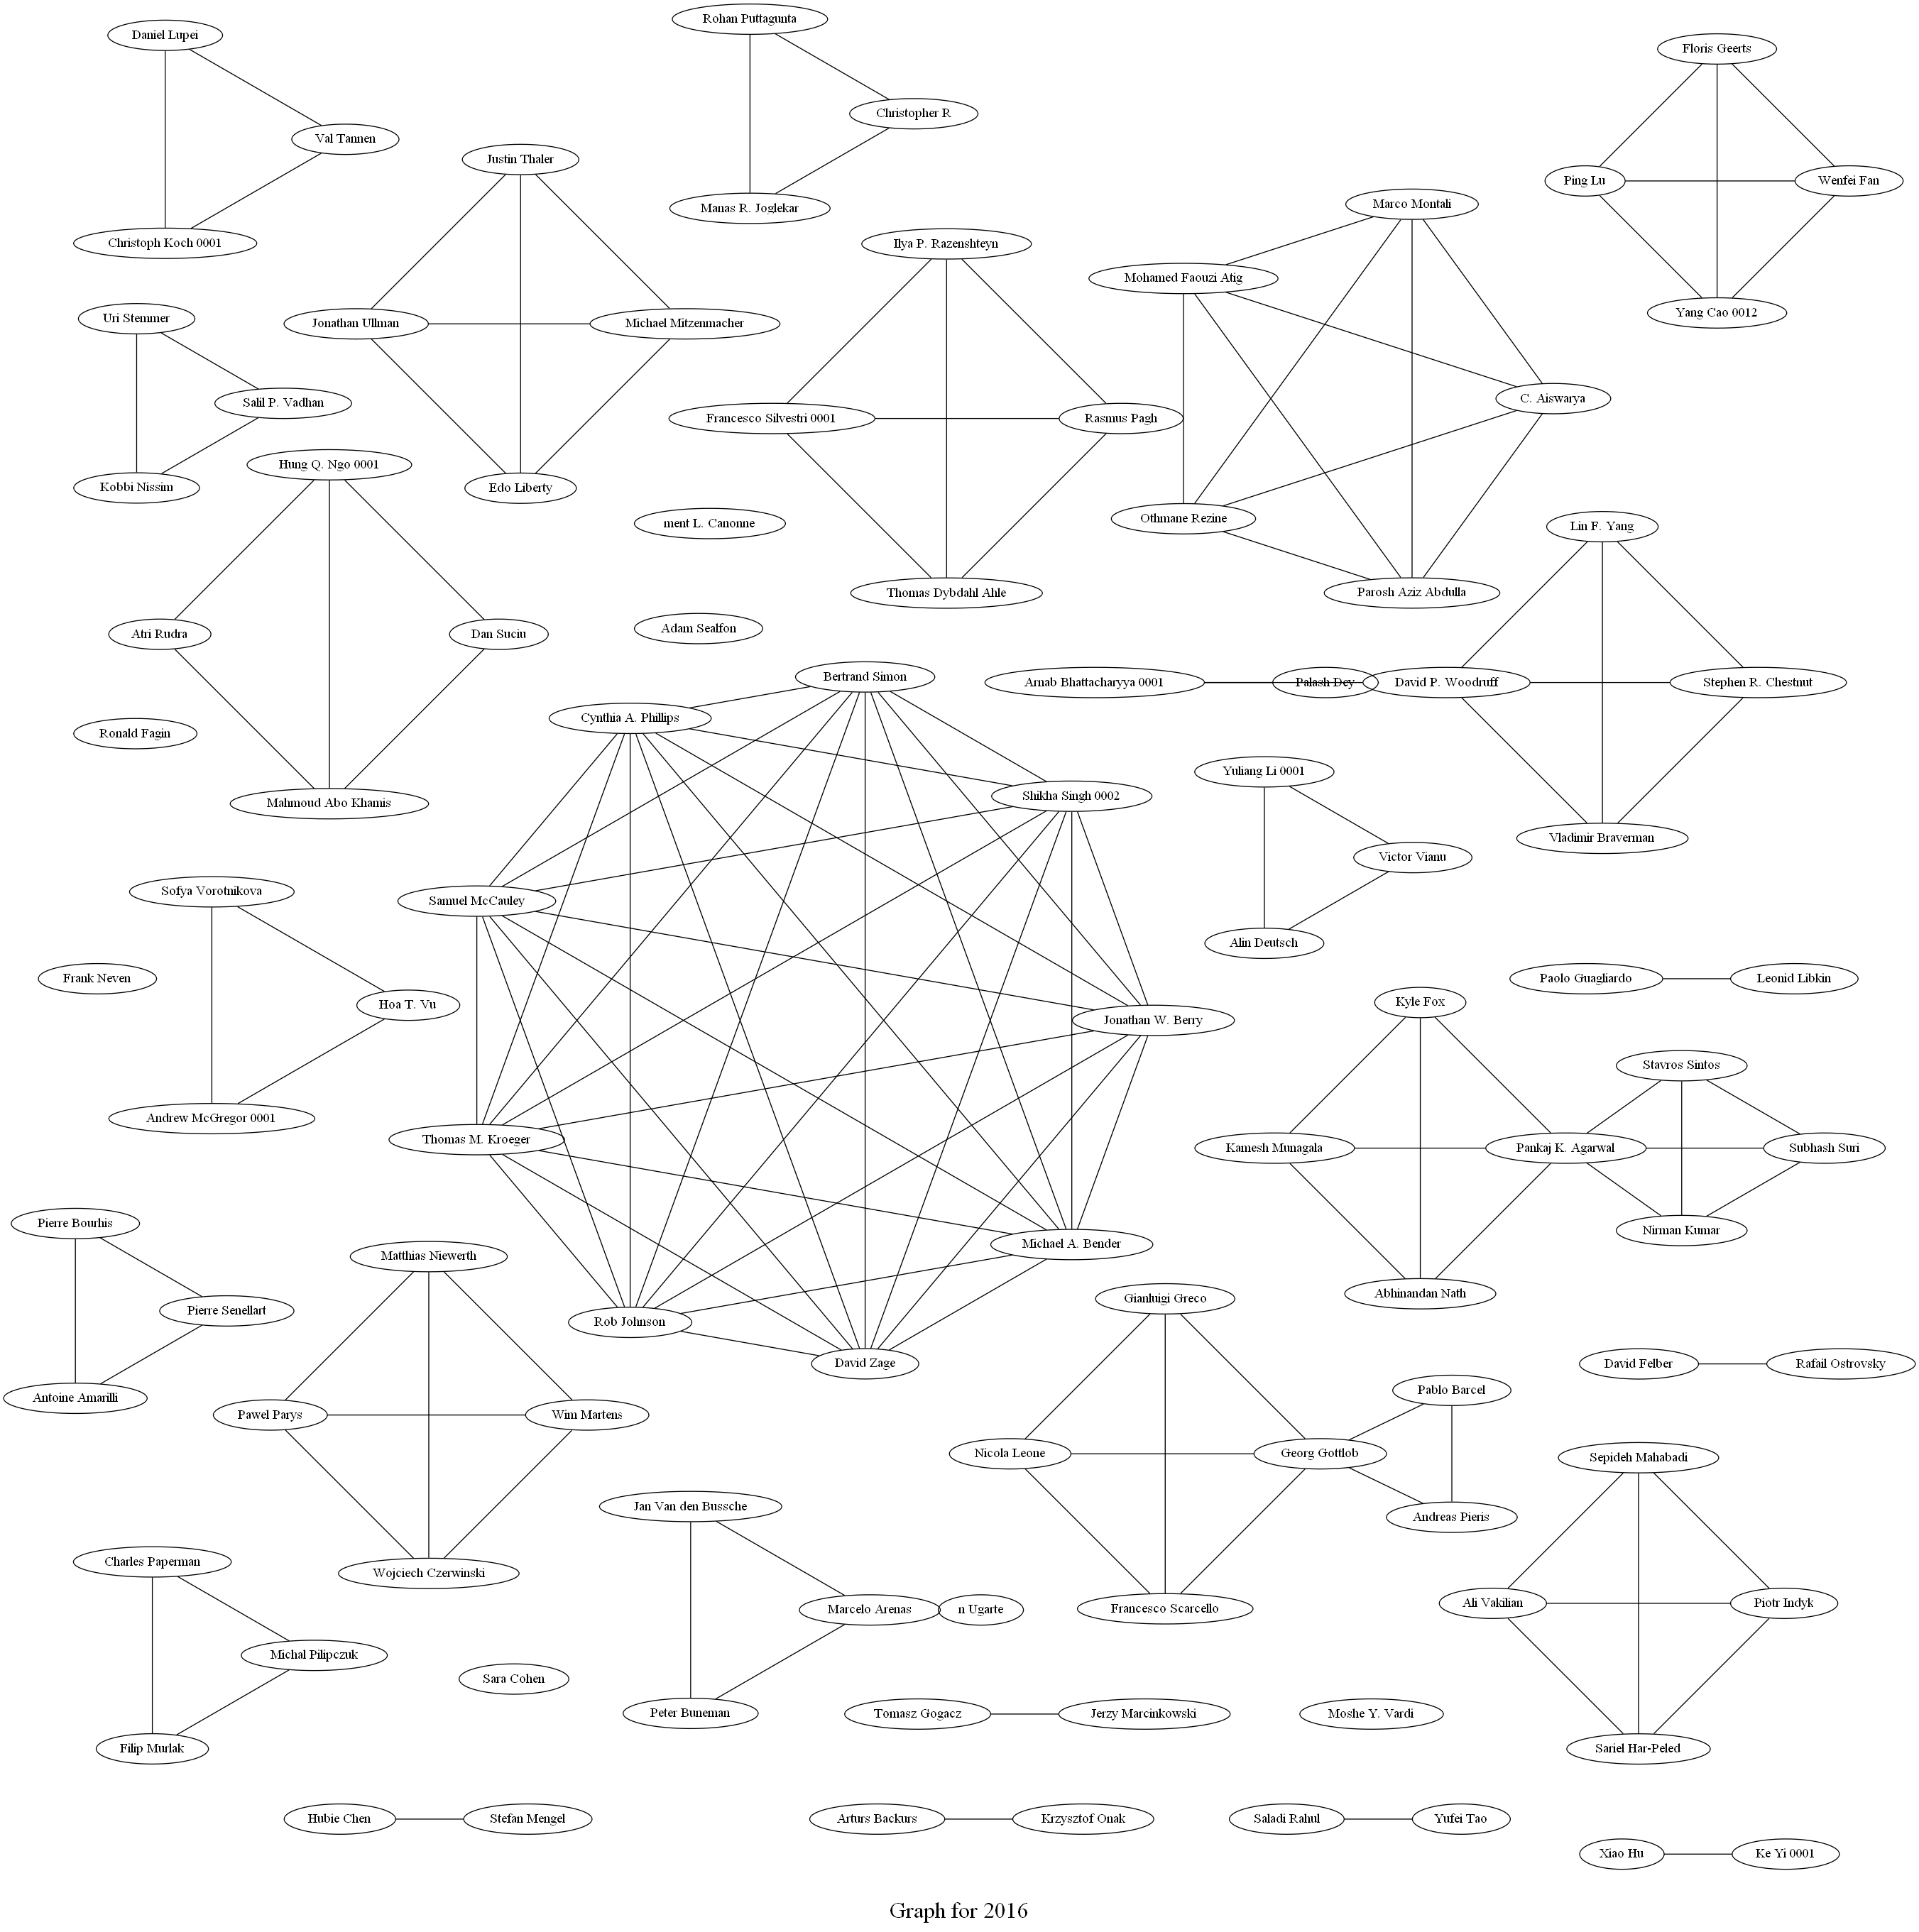 Rohan Puttagunta
Daniel Lupei
Floris Geerts
Christopher R
Val Tannen
Justin Thaler
Ping Lu
Wenfei Fan
Manas R. Joglekar
Marco Montali
Christoph Koch 0001
Ilya P. Razenshteyn
Mohamed Faouzi Atig
Yang Cao 0012
Uri Stemmer
Jonathan Ullman
Michael Mitzenmacher
C. Aiswarya
Salil P. Vadhan
Francesco Silvestri 0001
Rasmus Pagh
Hung Q. Ngo 0001
Kobbi Nissim
Edo Liberty
Othmane Rezine
ment L. Canonne
Lin F. Yang
Thomas Dybdahl Ahle
Parosh Aziz Abdulla
Adam Sealfon
Atri Rudra
Dan Suciu
Bertrand Simon
Arnab Bhattacharyya 0001
Palash Dey
David P. Woodruff
Stephen R. Chestnut
Cynthia A. Phillips
Ronald Fagin
Yuliang Li 0001
Shikha Singh 0002
Mahmoud Abo Khamis
Vladimir Braverman
Victor Vianu
Sofya Vorotnikova
Samuel McCauley
Alin Deutsch
Frank Neven
Paolo Guagliardo
Leonid Libkin
Kyle Fox
Hoa T. Vu
Jonathan W. Berry
Stavros Sintos
Andrew McGregor 0001
Thomas M. Kroeger
Kamesh Munagala
Pankaj K. Agarwal
Subhash Suri
Pierre Bourhis
Nirman Kumar
Michael A. Bender
Matthias Niewerth
Abhinandan Nath
Gianluigi Greco
Pierre Senellart
Rob Johnson
David Zage
David Felber
Rafail Ostrovsky
Pablo Barcel
Antoine Amarilli
Pawel Parys
Wim Martens
Nicola Leone
Georg Gottlob
Sepideh Mahabadi
Jan Van den Bussche
Andreas Pieris
Charles Paperman
Wojciech Czerwinski
Ali Vakilian
Piotr Indyk
Marcelo Arenas
n Ugarte
Francesco Scarcello
Michal Pilipczuk
Sara Cohen
Peter Buneman
Tomasz Gogacz
Jerzy Marcinkowski
Moshe Y. Vardi
Filip Murlak
Sariel Har-Peled
Hubie Chen
Stefan Mengel
Arturs Backurs
Krzysztof Onak
Saladi Rahul
Yufei Tao
Xiao Hu
Ke Yi 0001
Graph for 2016